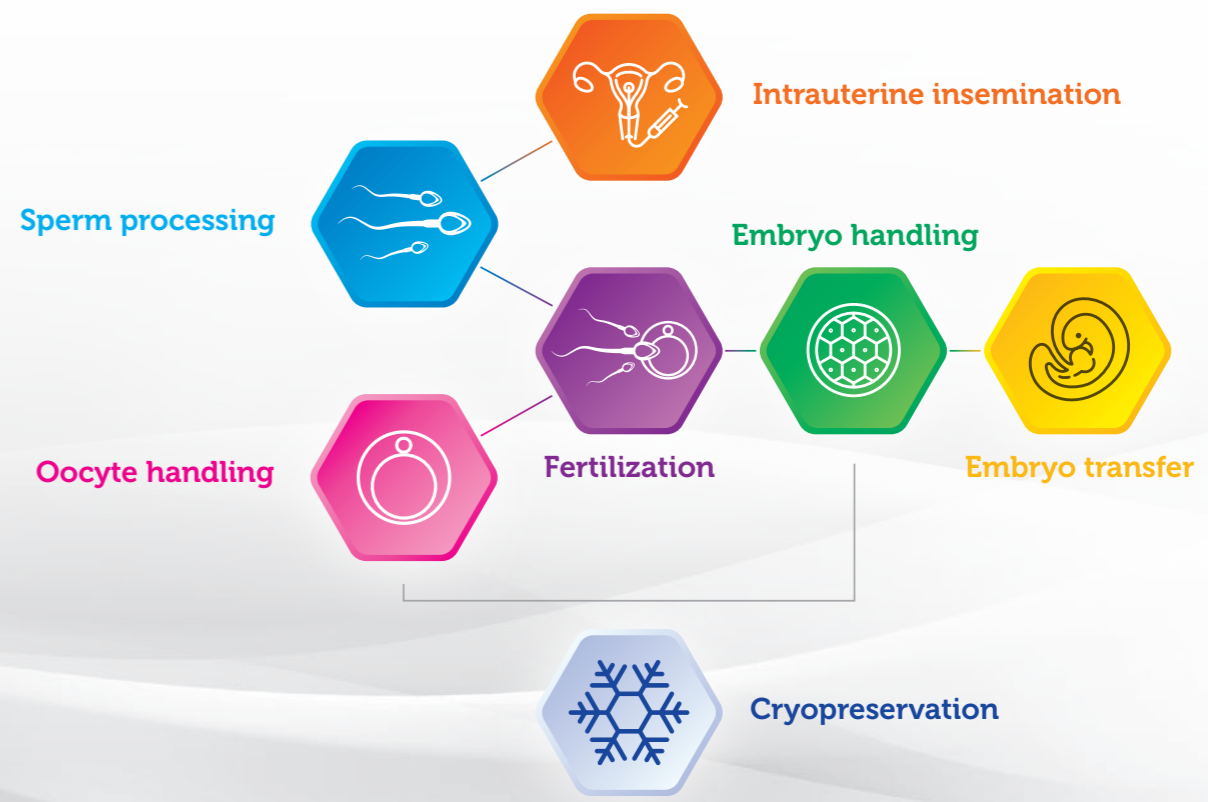 Intrauterine insemination
Sperm processing
Embryo handling
Oocyte handling
Fertilization
Embryo transfer
Cryopreservation